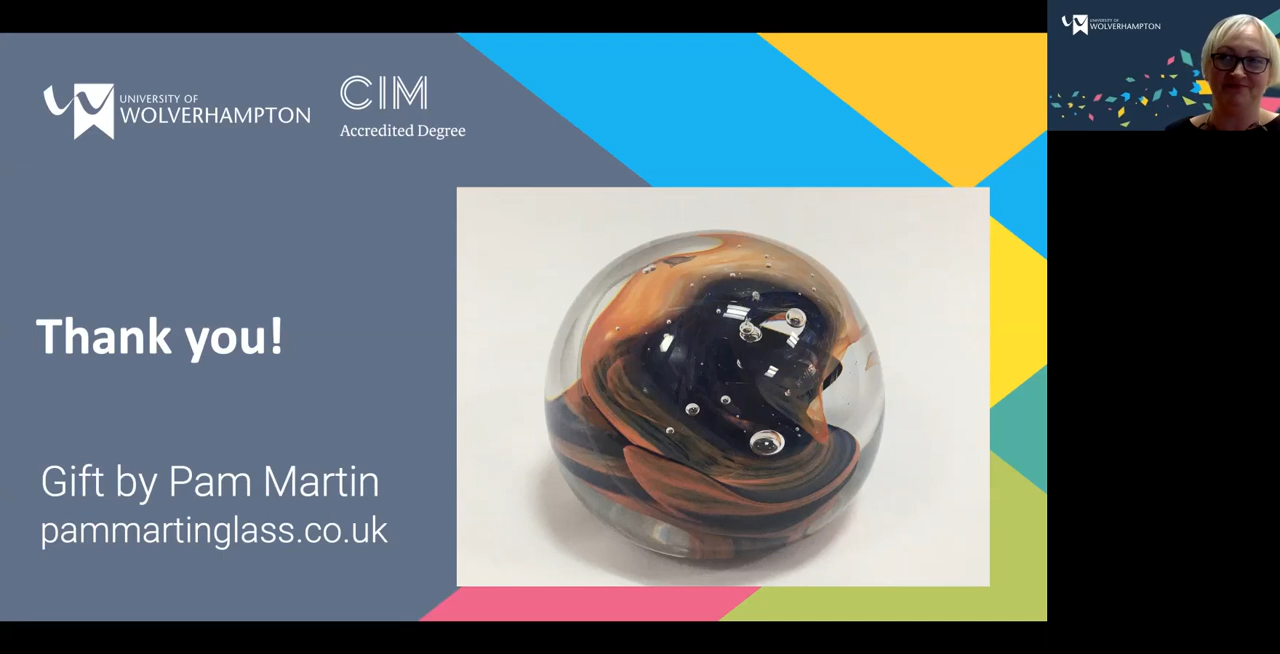 UNIVERSITY OF
WOLVERHAMPTON
CIM
Accredited Degree
Thank you!
Gift by Pam Martin
pammartinglass.co.uk
UNIVERSITY OF
WOLVERHAMPTON